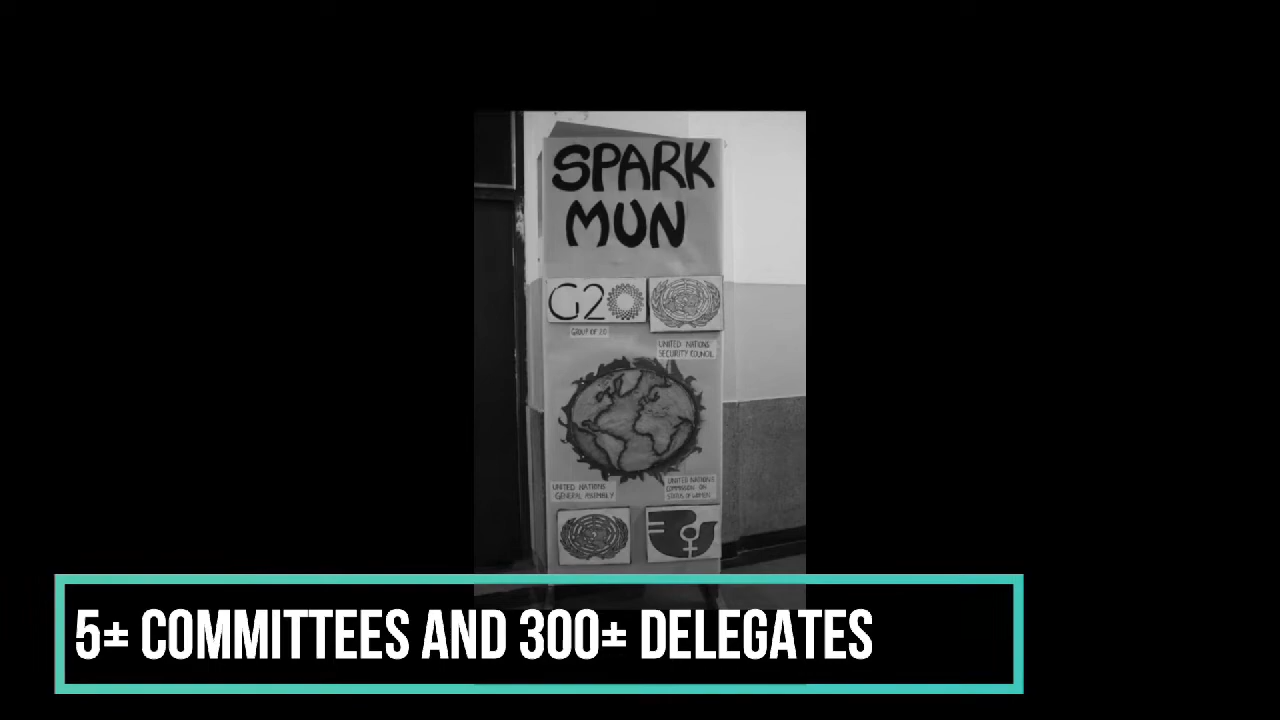 SPARK
MUN
G20
GROUP OF 20
UNITED NATIONS
SECURITY COUNCIL
UNITED NATIONS
GENERAL ASSEMBLY
UNITED NATIONS
COMMISSION ON
STATUS OF WOMEN
5± COMMITTEES AND 300± DELEGATES